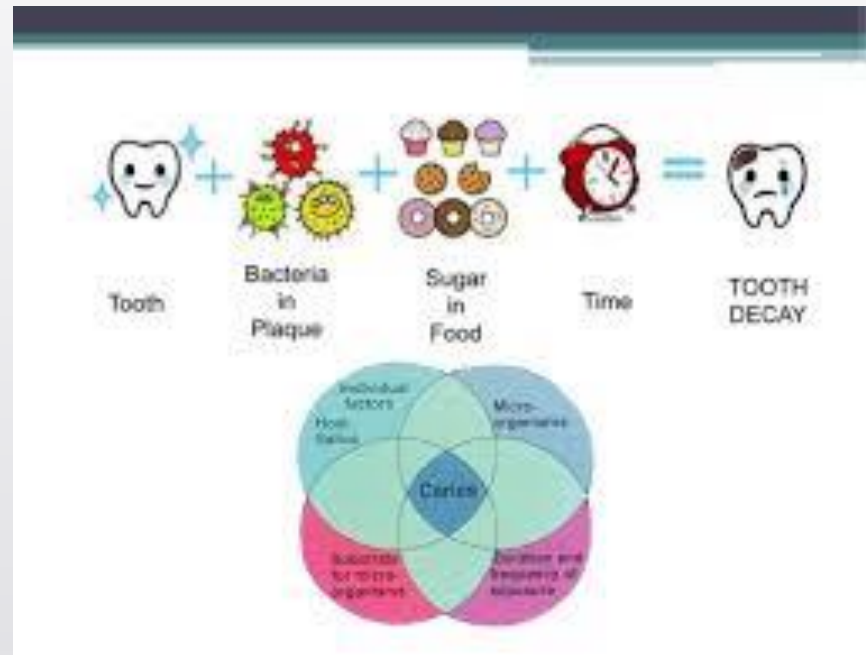 Tooth
Bacteria
in
Plaque
Sugar
in
Food
Time
TOOTH
DECAY
Individual
factors
Host
Micro-
organisms
Caries
Substrate
for micro-
organisms
Duration and
frequency of
exposure